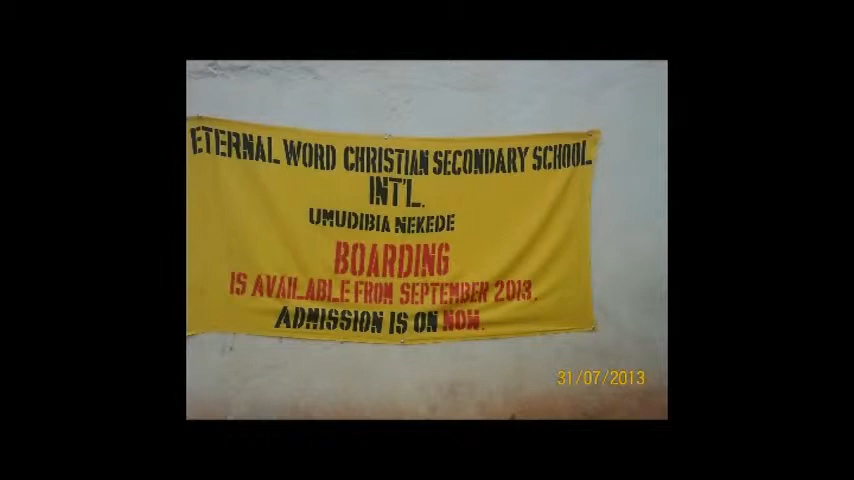 ETERNAL WORD CHRISTIAN SECONDARY SCHOOL
INT'L.
UMUDIBIA NEKEDE
BOARDING
IS AVAILABLE FROM SEPTEMBER 2013.
ADMISSION IS ON NOW.
31/07/2013